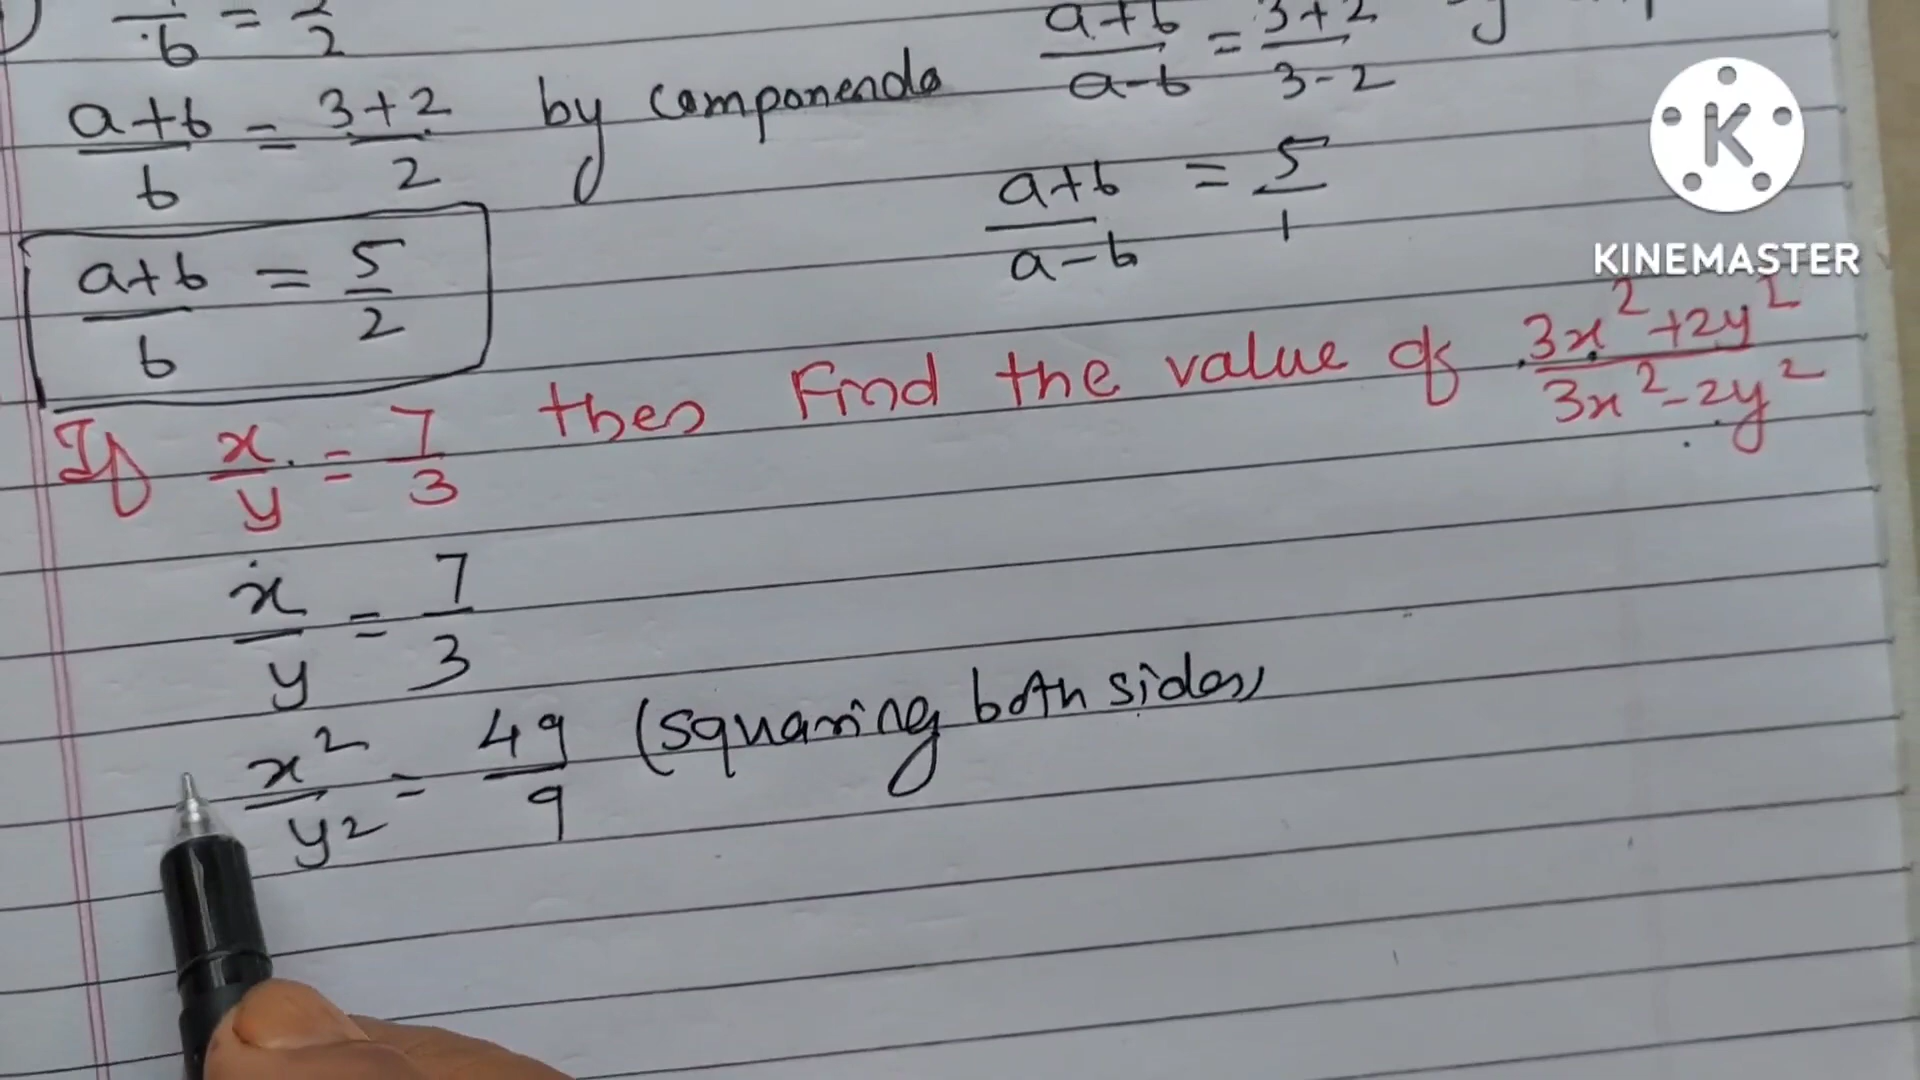 b = 2
a+b/b = 3+2/2 by componendo
a+b/b = 5/2
a+b/a-b = 3+2/3-2
a+b/a-b = 5/1
K
KINEMASTER
If x/y = 7/3 then Find the value of 3x²+2y²/3x²-2y²
x/y = 7/3
x²/y² = 49/9 (squaring both sides)